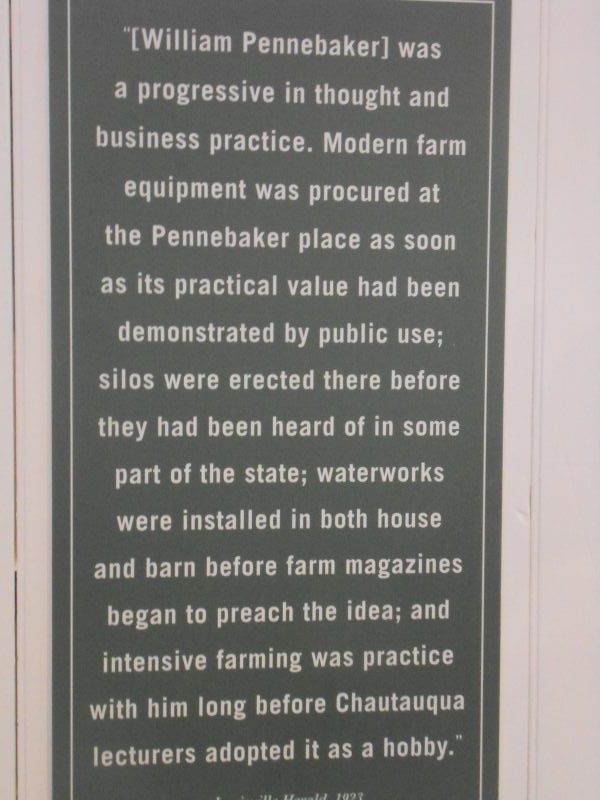 "[William Pennebaker] was
a progressive in thought and
business practice. Modern farm
equipment was procured at
the Pennebaker place as soon
as its practical value had been
demonstrated by public use;
silos were erected there before
they had been heard of in some
part of the state; waterworks
were installed in both house
and barn before farm magazines
began to preach the idea; and
intensive farming was practice
with him long before Chautauqua
lecturers adopted it as a hobby."
Herald, 1923